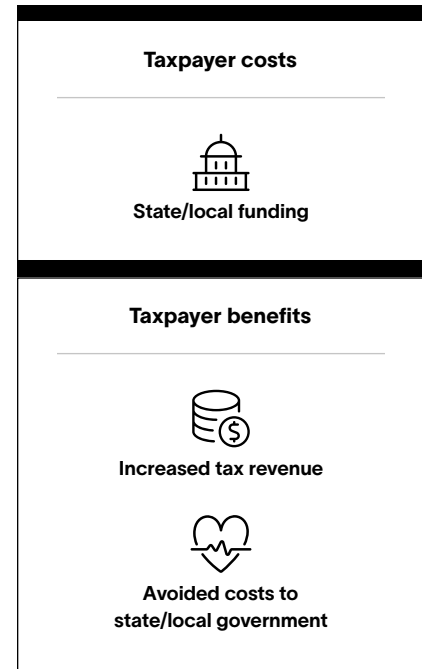 Taxpayer costs
State/local funding
Taxpayer benefits
$
Increased tax revenue
Avoided costs to
state/local government